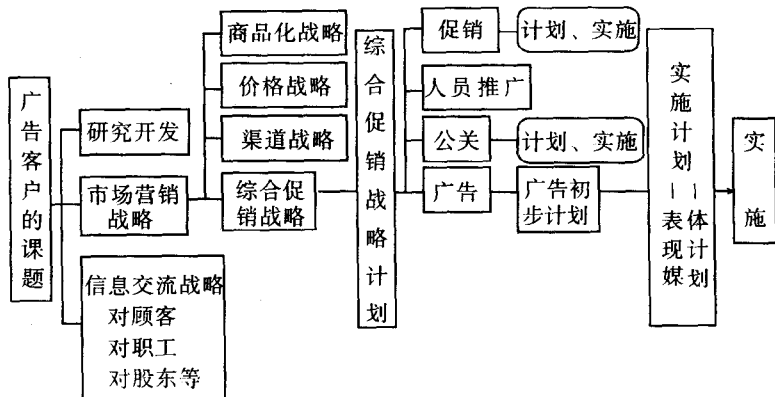 广告客户的课题
研究开发
市场营销
战略
信息交流战略
对顾客
对职工
对股东等
商品化战略
价格战略
渠道战略
综合促
销战略
综合促销战略计划
促销
计划、实施
人员推广
公关
计划、实施
广告
广告初
步计划
实施计划
表现媒
体计划
实施